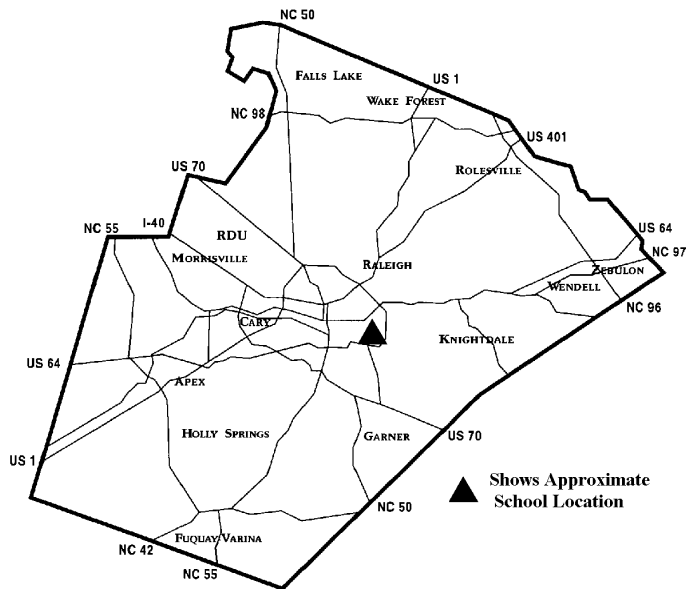 NC 50
FALLS LAKE
US 1
WAKE FOREST
NC 98
US 401
US 70
ROLESVILLE
NC 55
I-40
RDU
US 64
MORRISVILLE
RALEIGH
NC 97
ZEBULON
WENDELL
NC 96
CARY
KNIGHTDALE
US 64
APEX
HOLLY SPRINGS
GARNER
US 70
US 1
Shows Approximate
School Location
NC 50
NC 42
FUQUAY VARINA
NC 55